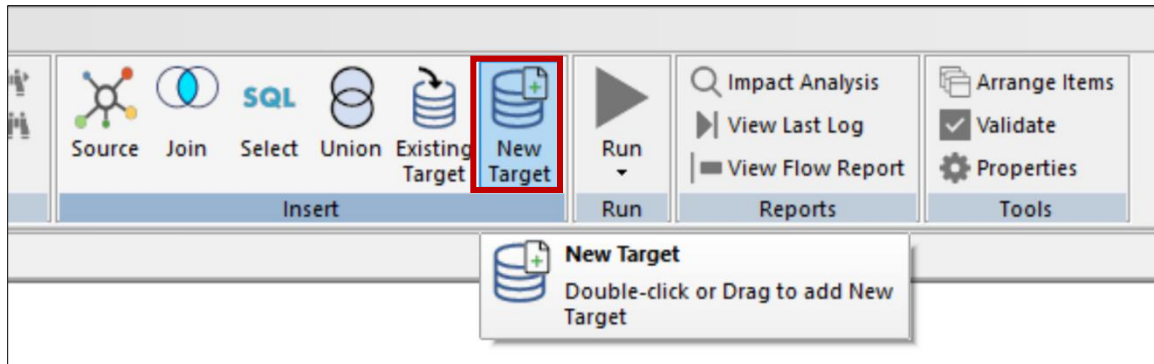 Source
Join
SQL
Select
Union
Existing
Target
New
Target
Run
Impact Analysis
View Last Log
View Flow Report
Arrange Items
Validate
Properties
Insert
Run
Reports
Tools
New Target
Double-click or Drag to add New
Target